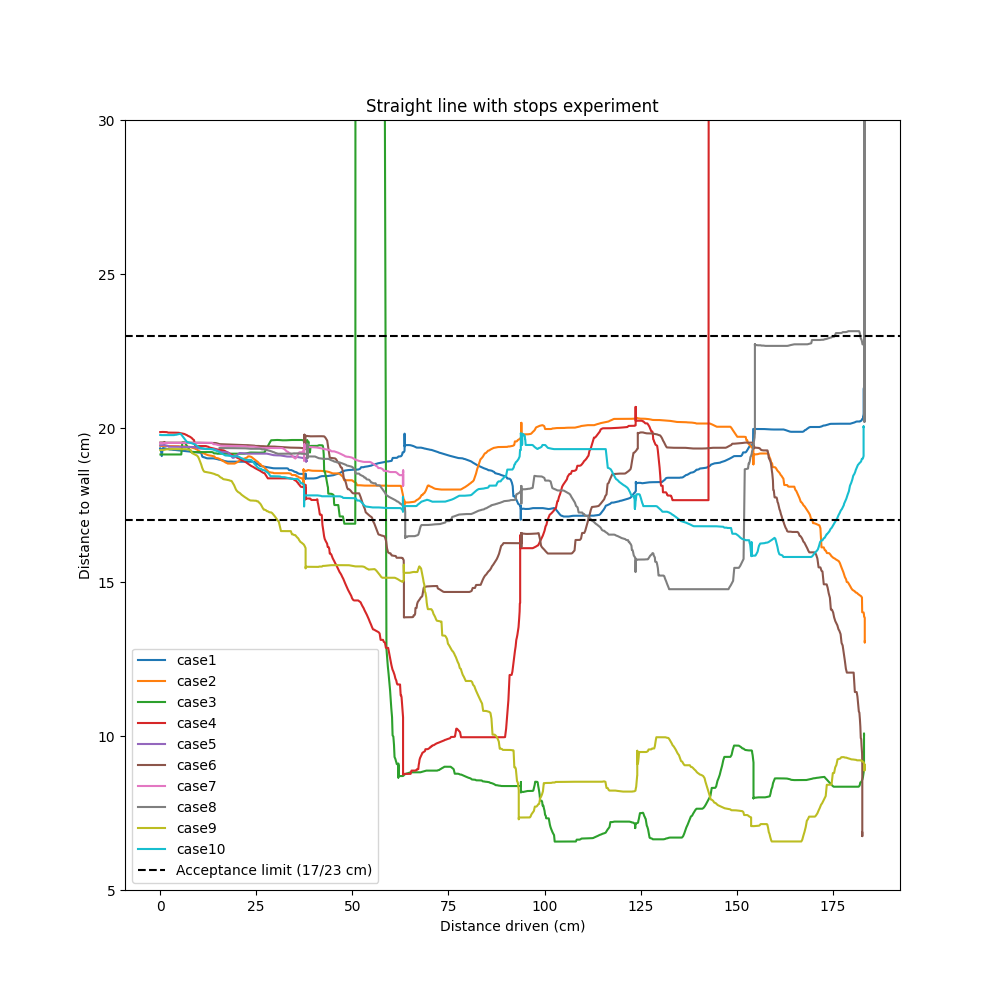 Straight line with stops experiment
30
25
20
15
10
5
Distance to wall (cm)
case1
case2
case3
case4
case5
case6
case7
case8
case9
case10
Acceptance limit (17/23 cm)
0 25 50 75 100 125 150 175
Distance driven (cm)